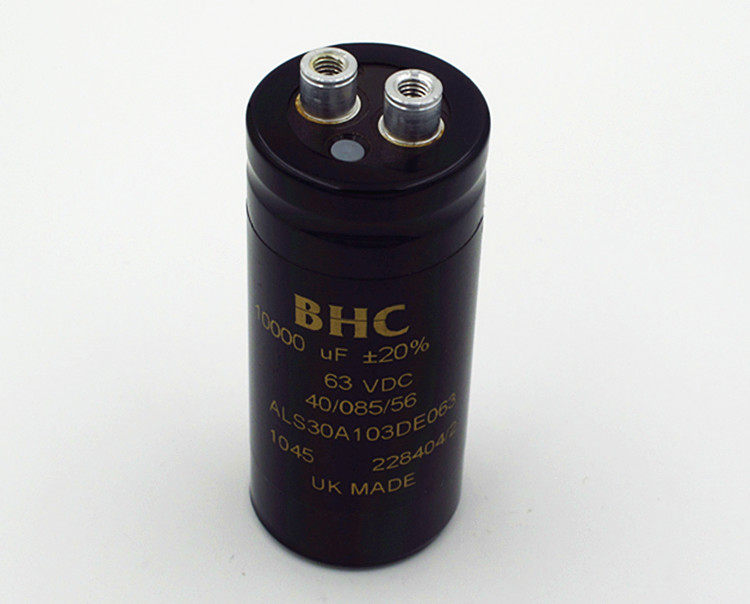 BHC
10000 uF ±20%
63 VDC
40/085/56
ALS30A103DE063
1045 228404/2
UK MADE